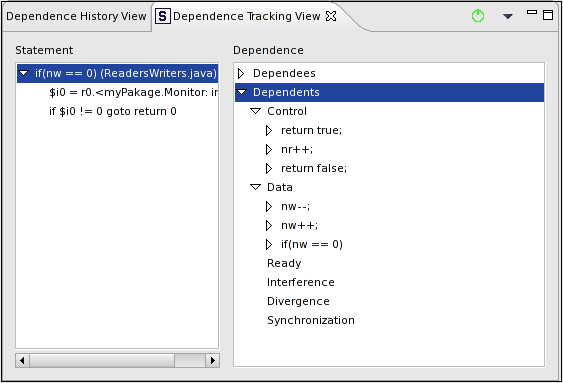 Dependence History View
S Dependence Tracking View
Statement
if(nw == 0) (ReadersWriters.java)
$i0 = r0.<myPakage.Monitor: in
if $i0 != 0 goto return 0
Dependence
Dependees
Dependents
Control
return true;
nr++;
return false;
Data
nw--;
nw++;
if(nw == 0)
Ready
Interference
Divergence
Synchronization